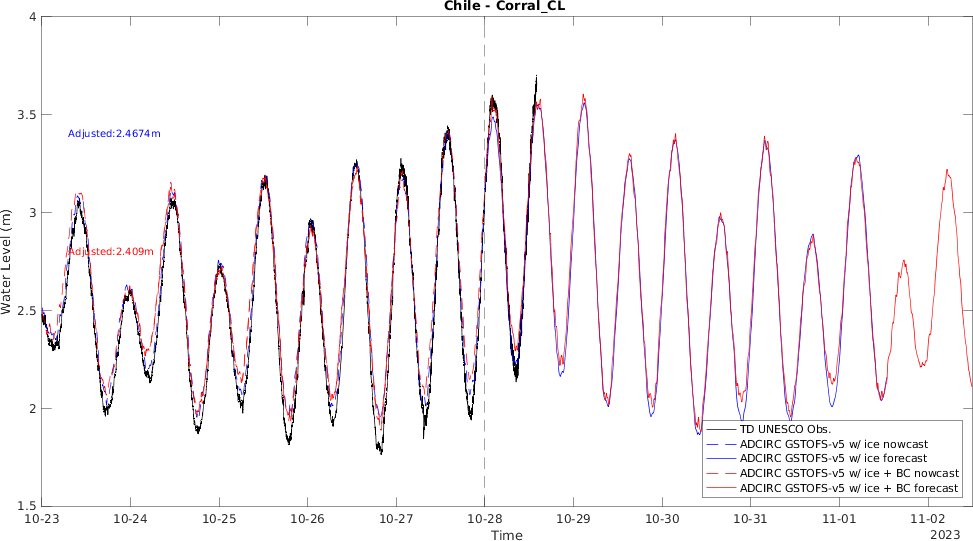 Chile - Corral_CL
4
3.5
3
2.5
2
1.5
Water Level (m)
Adjusted:2.4674m
Adjusted:2.409m
TD UNESCO Obs.
ADCIRC GSTOFS-v5 w/ ice nowcast
ADCIRC GSTOFS-v5 w/ ice forecast
ADCIRC GSTOFS-v5 w/ ice + BC nowcast
ADCIRC GSTOFS-v5 w/ ice + BC forecast
10-23 10-24 10-25 10-26 10-27 10-28 10-29 10-30 10-31 11-01 11-02
2023
Time